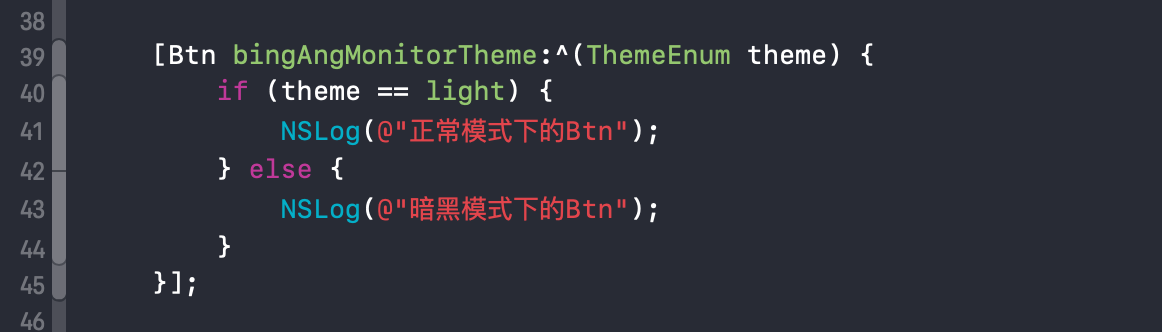 38
39 [Btn bingAngMonitorTheme:^(ThemeEnum theme) {
40 if (theme == light) {
41 NSLog(@"正常模式下的Btn");
42 } else {
43 NSLog(@"暗黑模式下的Btn");
44 }
45 }];
46